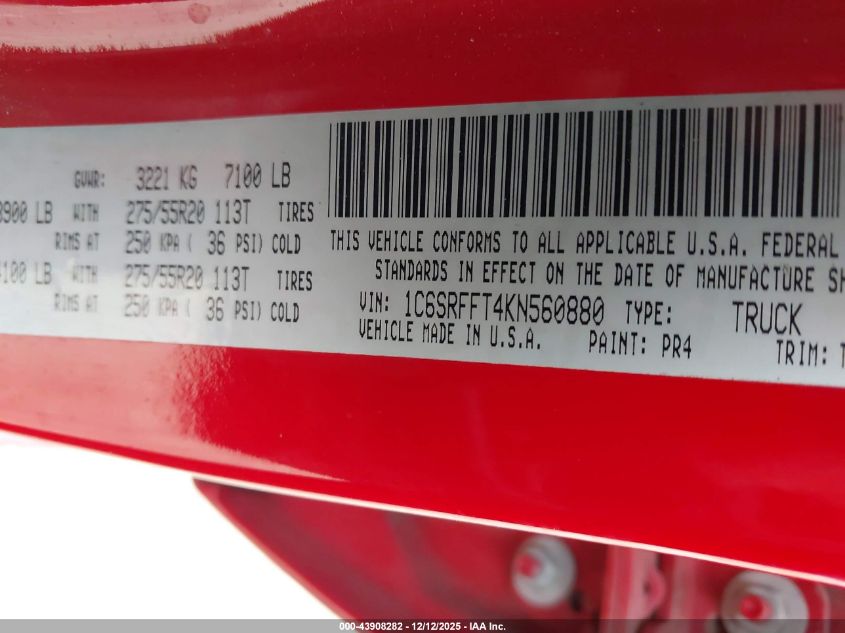 GVWR: 3221 KG 7100 LB
3900 LB WITH 275/55R20 113T TIRES
RIMS AT 250 KPA ( 36 PSI) COLD
100 LB WITH 275/55R20 113T TIRES
RIMS AT 250 KPA ( 36 PSI) COLD
THIS VEHICLE CONFORMS TO ALL APPLICABLE U.S.A. FEDERAL
STANDARDS IN EFFECT ON THE DATE OF MANUFACTURE SH
VIN: 1C6SRFFT4KN560880 TYPE: TRUCK
VEHICLE MADE IN U.S.A. PAINT: PR4 TRIM: T
000-43908282 - 12/12/2025 - IAA Inc.